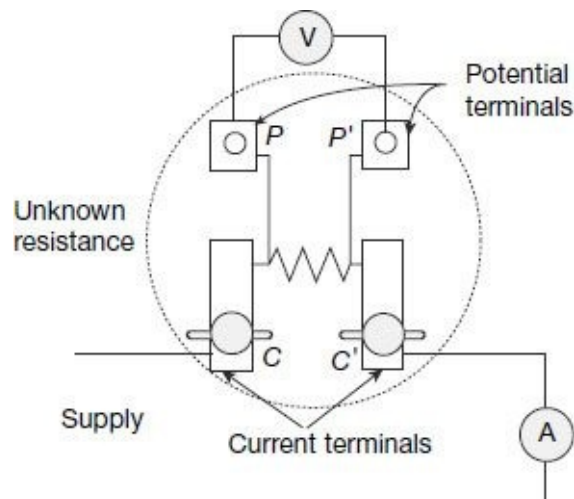 V
Potential
terminals
P
P'
Unknown
resistance
C
C'
Supply
Current terminals
A